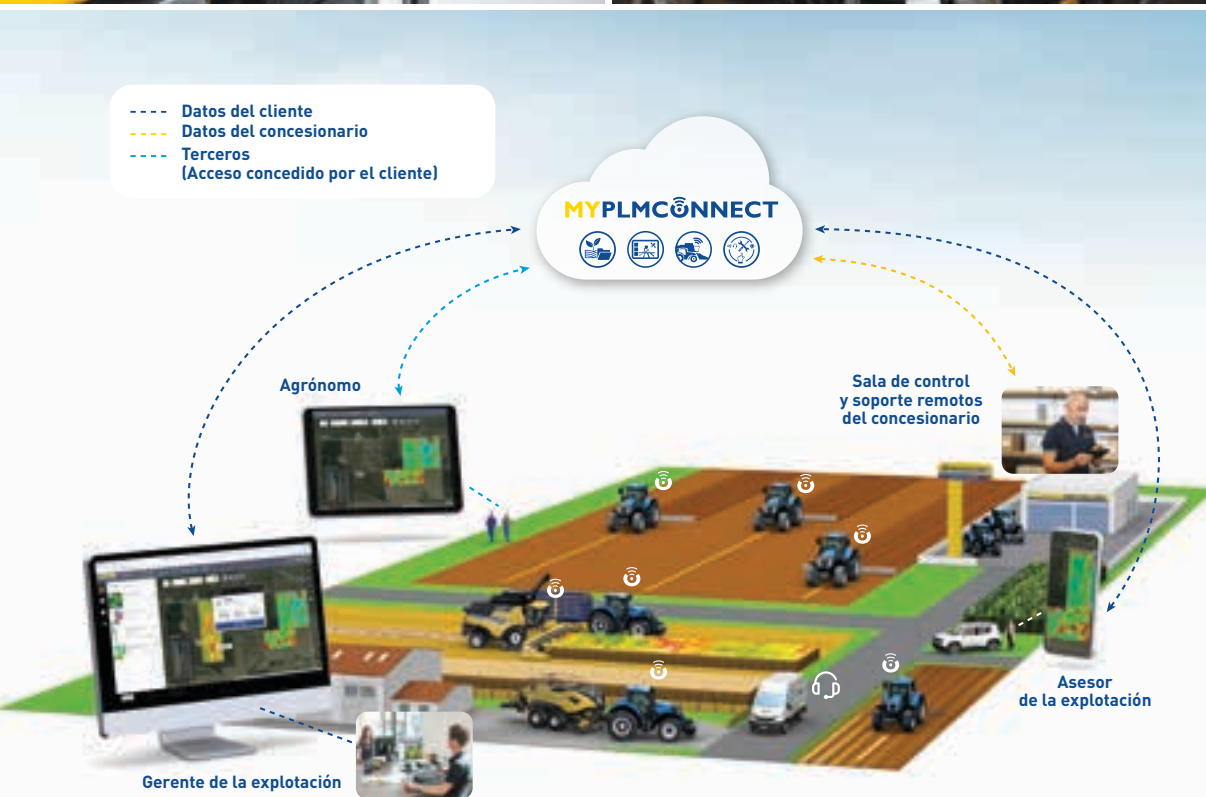 Datos del cliente
Datos del concesionario
Terceros
(Acceso concedido por el cliente)
MYPLMCONNECT
Agrónomo
Sala de control
y soporte remotos
del concesionario
Asesor
de la explotación
Gerente de la explotación